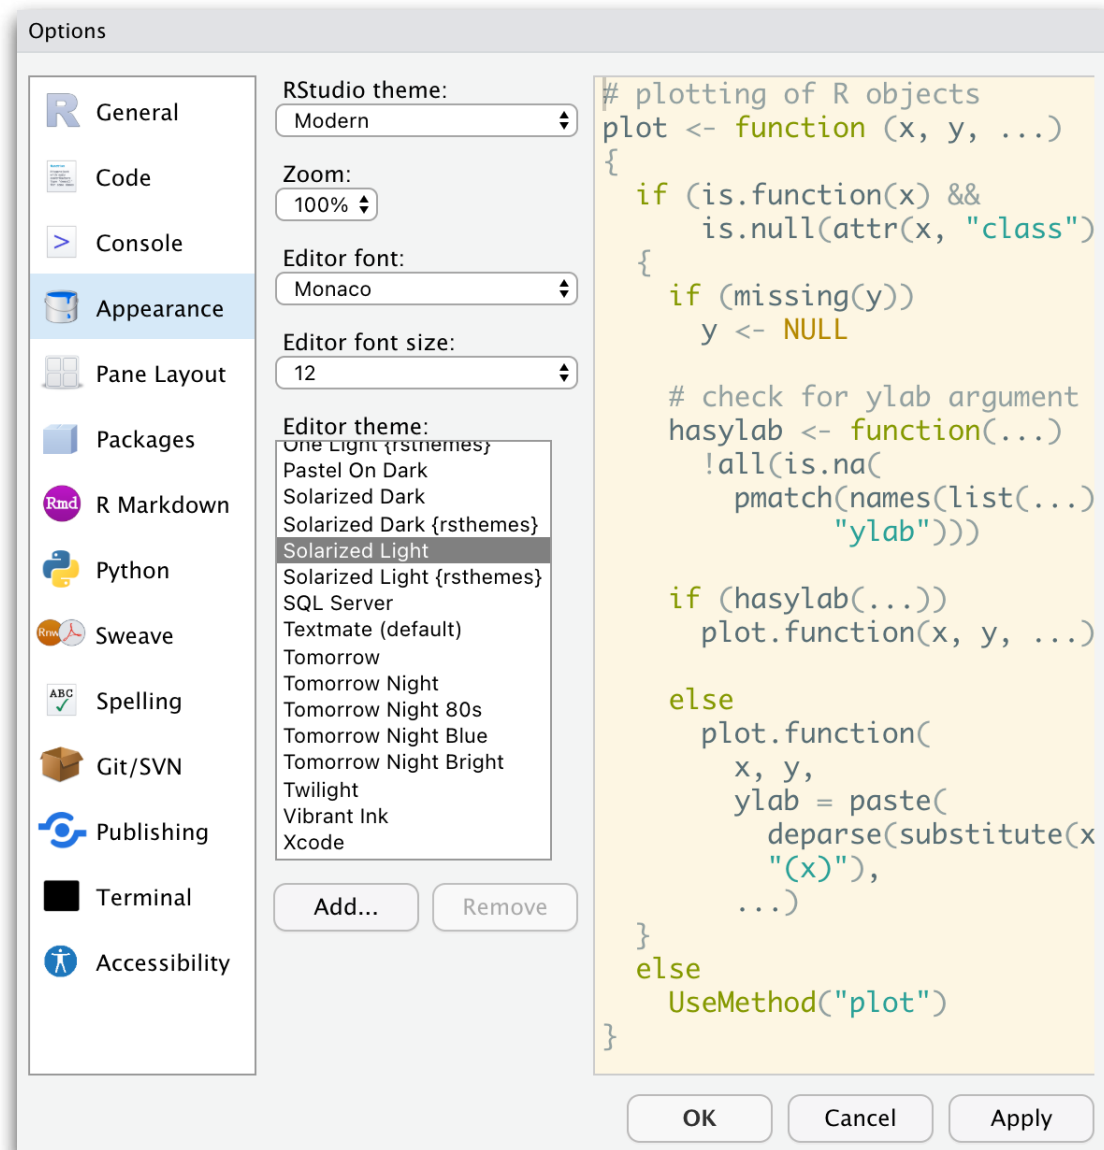 Options
General
Code
Console
Appearance
Pane Layout
Packages
Rmd
R Markdown
Python
Rnw
Sweave
ABC
Spelling
Git/SVN
Publishing
Terminal
Accessibility
RStudio theme:
Modern
Zoom:
100%
Editor font:
Monaco
Editor font size:
12
Editor theme:
One Light {rsthemes}
Pastel On Dark
Solarized Dark
Solarized Dark {rsthemes}
Solarized Light
Solarized Light {rsthemes}
SQL Server
Textmate (default)
Tomorrow
Tomorrow Night
Tomorrow Night 80s
Tomorrow Night Blue
Tomorrow Night Bright
Twilight
Vibrant Ink
Xcode
Add...
Remove
# plotting of R objects
plot <- function (x, y, ...)
{
  if (is.function(x) &&
      is.null(attr(x, "class")
  {
    if (missing(y))
      y <- NULL
    # check for ylab argument
    hasylab <- function(...)
      !all(is.na(
        pmatch(names(list(...)
              "ylab")))
    if (hasylab(...))
      plot.function(x, y, ...)
    else
      plot.function(
        x, y,
        ylab = paste(
          deparse(substitute(x
          "(x)"),
        ...)
  }
  else
    UseMethod("plot")
}
OK
Cancel
Apply